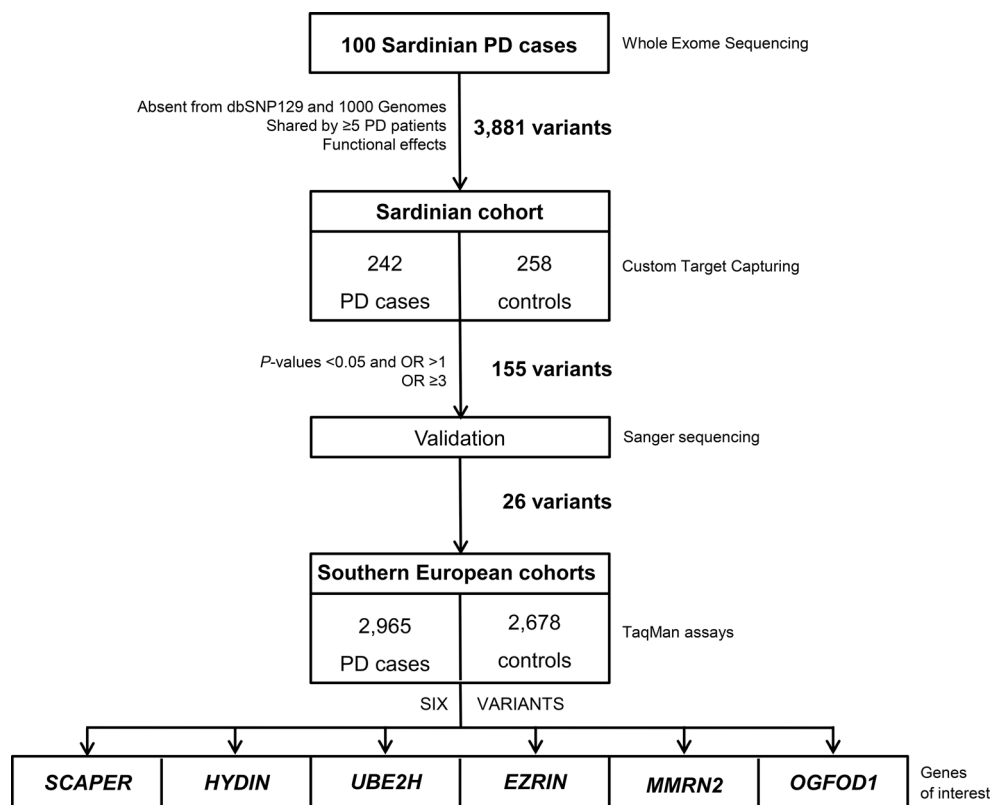 100 Sardinian PD cases
Whole Exome Sequencing
Absent from dbSNP129 and 1000 Genomes
Shared by ≥5 PD patients
Functional effects
3,881 variants
Sardinian cohort
242
PD cases
258
controls
Custom Target Capturing
P-values <0.05 and OR >1
OR ≥3
155 variants
Validation
Sanger sequencing
26 variants
Southern European cohorts
2,965
PD cases
2,678
controls
TaqMan assays
SIX VARIANTS
SCAPER
HYDIN
UBE2H
EZRIN
MMRN2
OGFOD1
Genes
of interest